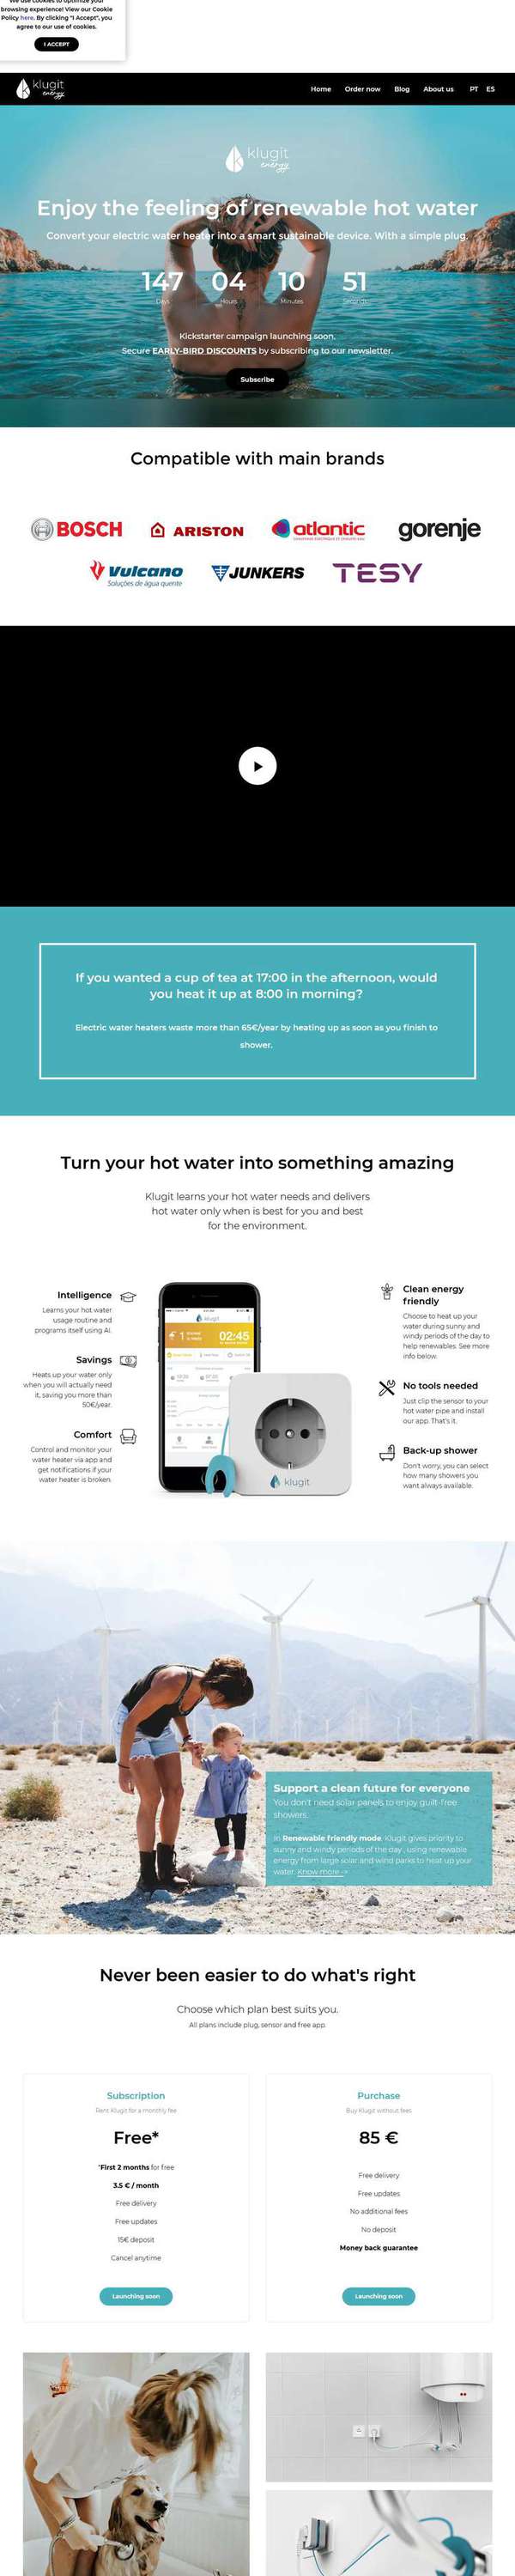 We use cookies to optimize your
browsing experience! View our Cookie
Policy here. By clicking "I Accept", you
agree to our use of cookies.
I ACCEPT
klugit
energy
Home Order now Blog About us PT ES
klugit
energy
Enjoy the feeling of renewable hot water
Convert your electric water heater into a smart sustainable device. With a simple plug.
147 04 10 51
Days Hours Minutes Seconds
Kickstarter campaign launching soon.
Secure EARLY-BIRD DISCOUNTS by subscribing to our newsletter.
Subscribe
Compatible with main brands
BOSCH ARISTON atlantic gorenje
Vulcano JUNKERS TESY
Soluções de água quente
If you wanted a cup of tea at 17:00 in the afternoon, would
you heat it up at 8:00 in morning?
Electric water heaters waste more than 65€/year by heating up as soon as you finish to
shower.
Turn your hot water into something amazing
Klugit learns your hot water needs and delivers
hot water only when is best for you and best
for the environment.
Intelligence
Learns your hot water
usage routine and
programs itself using AI.
Savings
Heats up your water only
when you will actually need
it, saving you more than
50€/year.
Comfort
Control and monitor your
water heater via app and
get notifications if your
water heater is broken.
klugit
1
02:45
klugit
Clean energy
friendly
Choose to heat up your
water during sunny and
windy periods of the day to
help renewables. See more
info below.
No tools needed
Just clip the sensor to your
hot water pipe and install
our app. That's it.
Back-up shower
Don't worry, you can select
how many showers you
want always available.
Support a clean future for everyone
You don't need solar panels to enjoy guilt-free
showers.
In Renewable friendly mode, Klugit gives priority to
sunny and windy periods of the day, using renewable
energy from large solar and wind parks to heat up your
water. Know more →
Never been easier to do what's right
Choose which plan best suits you.
All plans include plug, sensor and free app.
Subscription
Rent Klugit for a monthly fee
Free*
*First 2 months for free
3.5 € / month
Free delivery
Free updates
15€ deposit
Cancel anytime
Launching soon
Purchase
Buy Klugit without fees
85 €
Free delivery
Free updates
No additional fees
No deposit
Money back guarantee
Launching soon